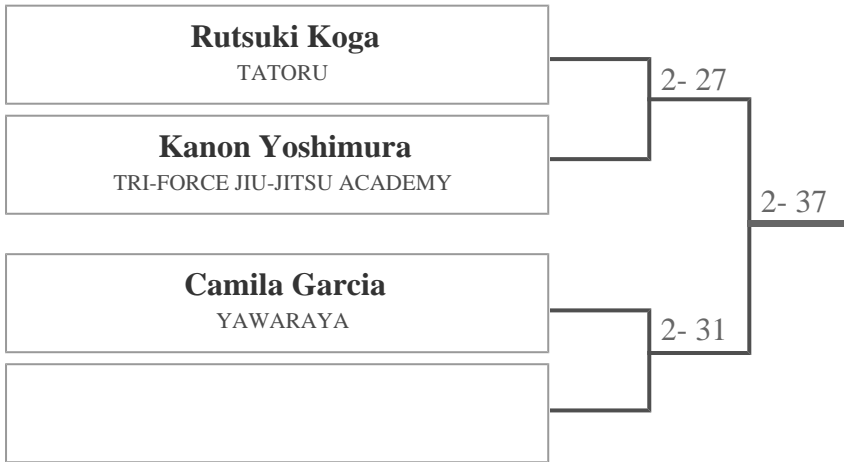 Rutsuki Koga
TATORU
2- 27
Kanon Yoshimura
TRI-FORCE JIU-JITSU ACADEMY
2- 37
Camila Garcia
YAWARAYA
2- 31